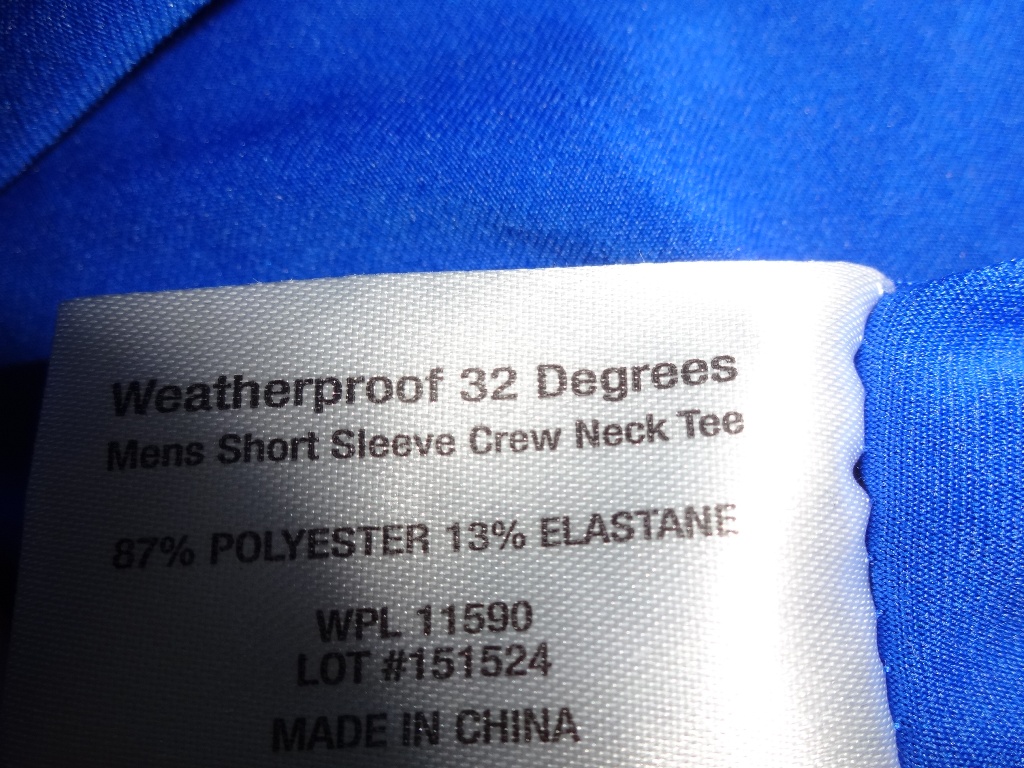 Weatherproof 32 Degrees
Mens Short Sleeve Crew Neck Tee
87% POLYESTER 13% ELASTANE
WPL 11590
LOT #151524
MADE IN CHINA